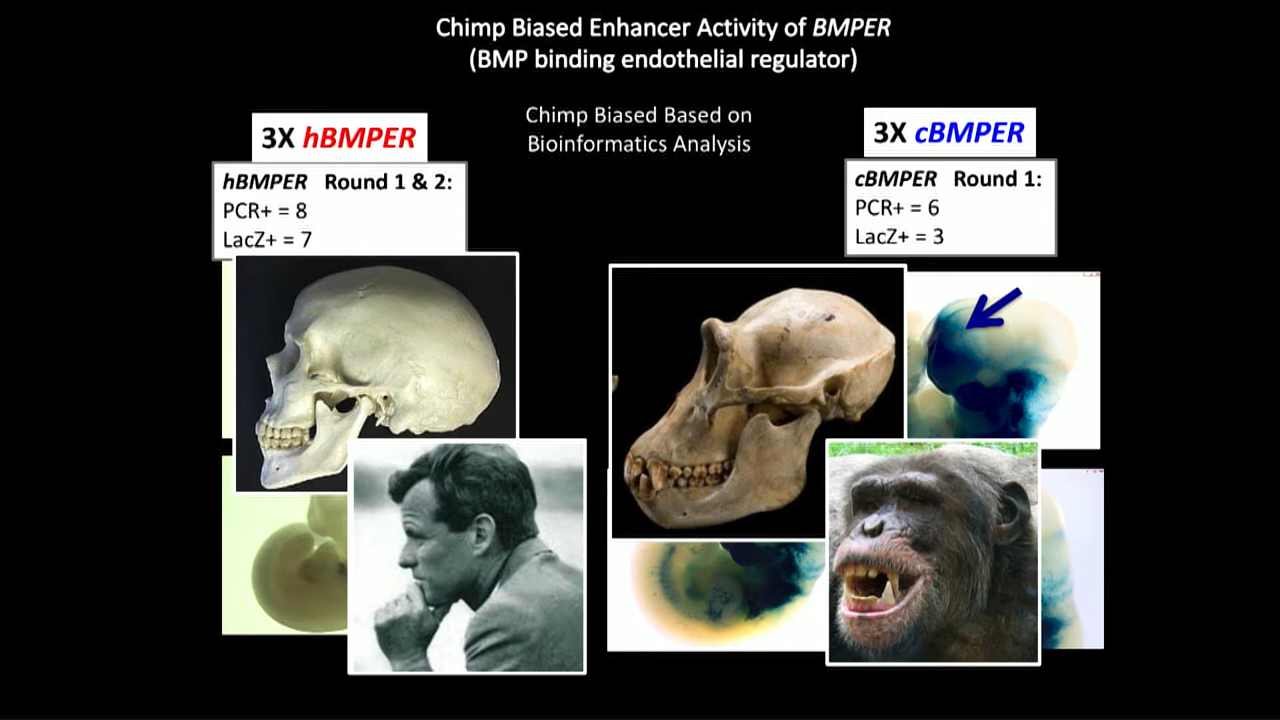 Chimp Biased Enhancer Activity of BMPER
(BMP binding endothelial regulator)
Chimp Biased Based on
Bioinformatics Analysis
3X hBMPER
hBMPER Round 1 & 2:
PCR+ = 8
LacZ+ = 7
3X cBMPER
cBMPER Round 1:
PCR+ = 6
LacZ+ = 3